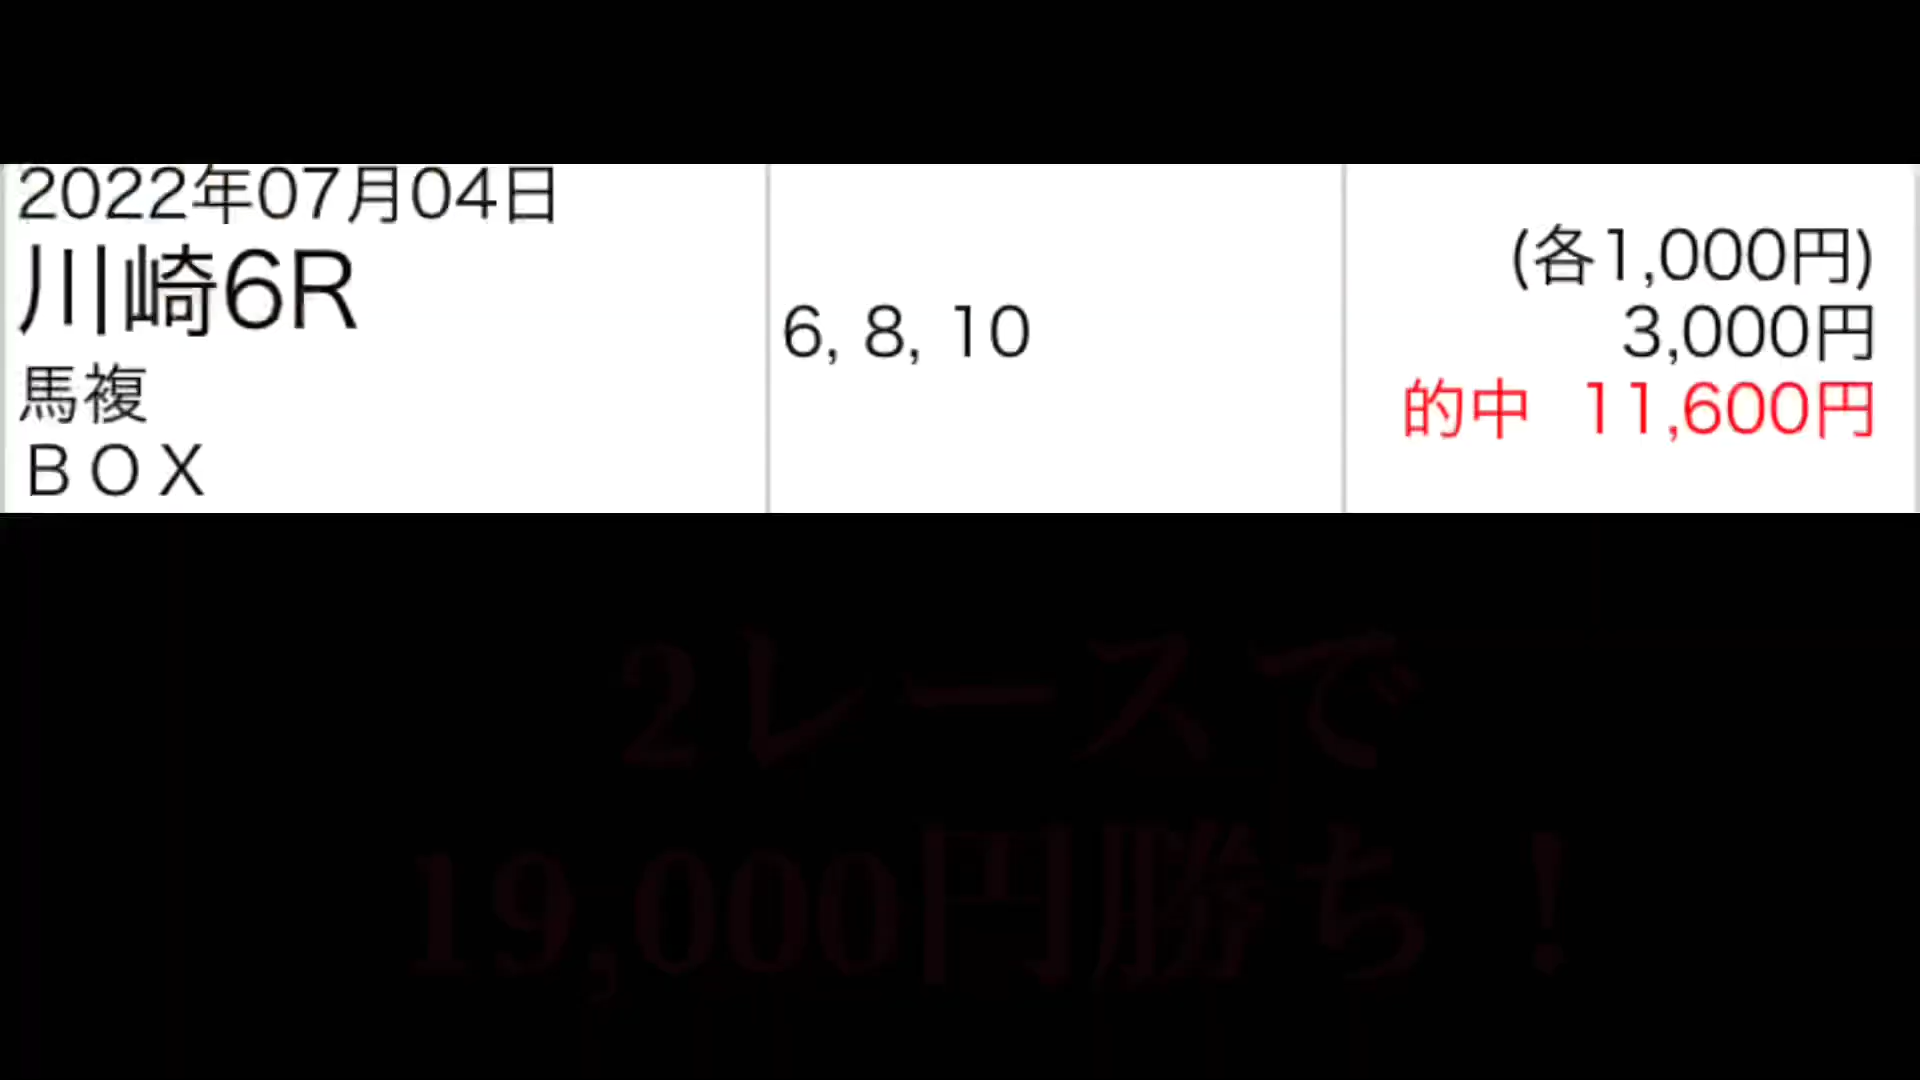 2022年07月04日
川崎6R
馬複
ＢＯＸ
6, 8, 10
(各1,000円)
3,000円
的中 11,600円
2レースで
19,000円勝ち！